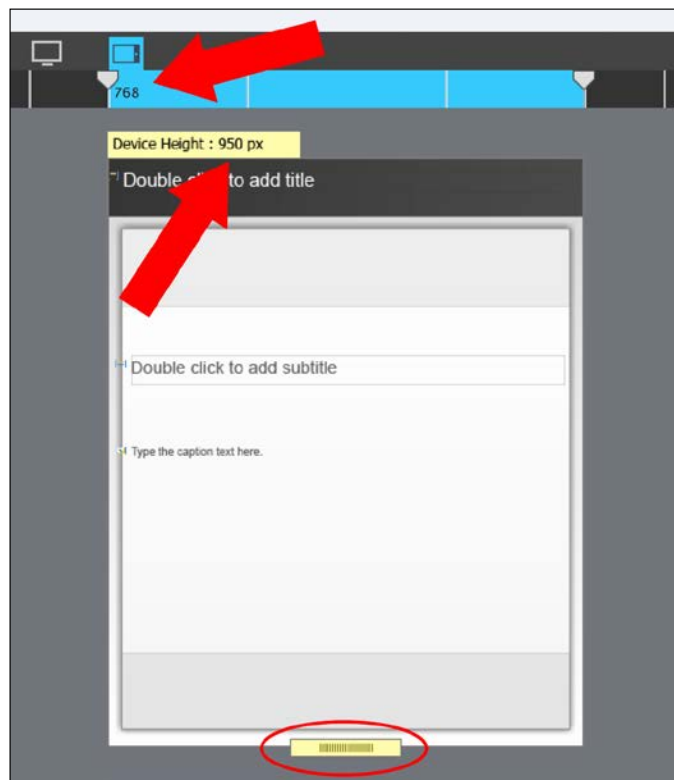 768
Device Height : 950 px
Double click to add title
Double click to add subtitle
Type the caption text here.